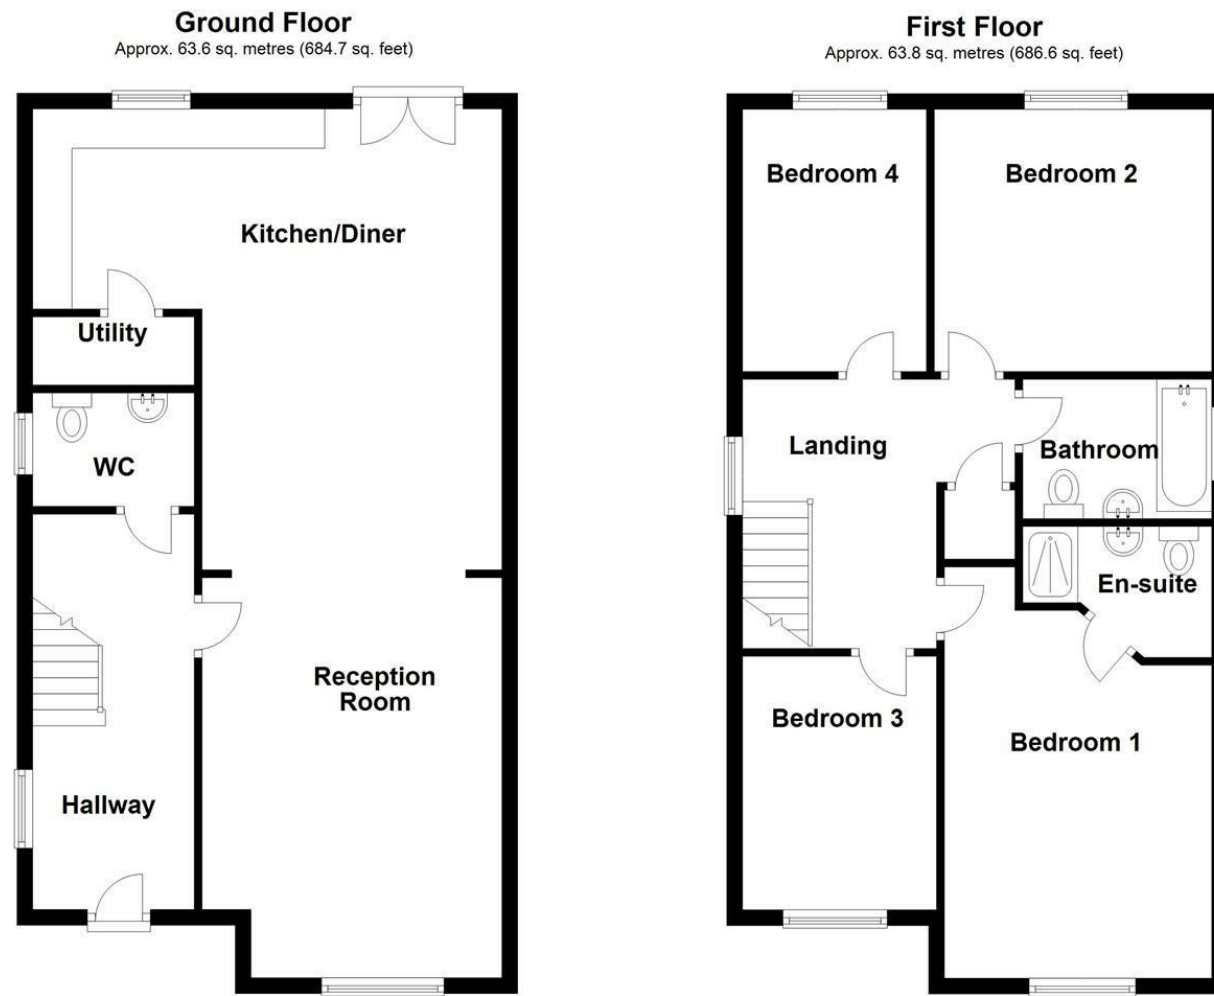 Ground Floor
Approx. 63.6 sq. metres (684.7 sq. feet)
Kitchen/Diner
Utility
WC
Reception
Room
Hallway
First Floor
Approx. 63.8 sq. metres (686.6 sq. feet)
Bedroom 4
Bedroom 2
Landing
Bathroom
En-suite
Bedroom 3
Bedroom 1